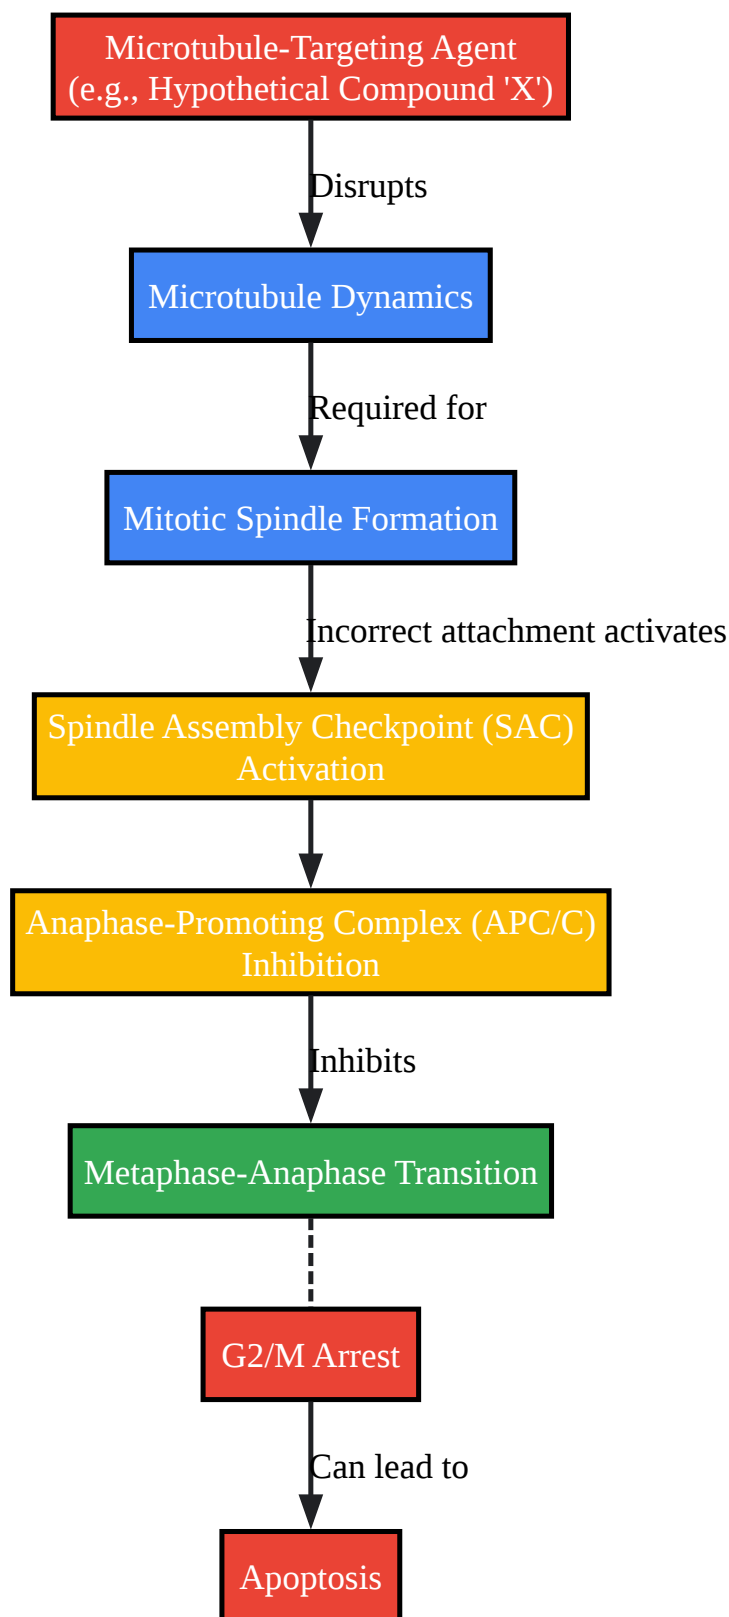 Microtubule-Targeting Agent
(e.g., Hypothetical Compound 'X')
Disrupts
Microtubule Dynamics
Required for
Mitotic Spindle Formation
Incorrect attachment activates
Spindle Assembly Checkpoint (SAC)
Activation
Anaphase-Promoting Complex (APC/C)
Inhibition
Inhibits
Metaphase-Anaphase Transition
G2/M Arrest
Can lead to
Apoptosis